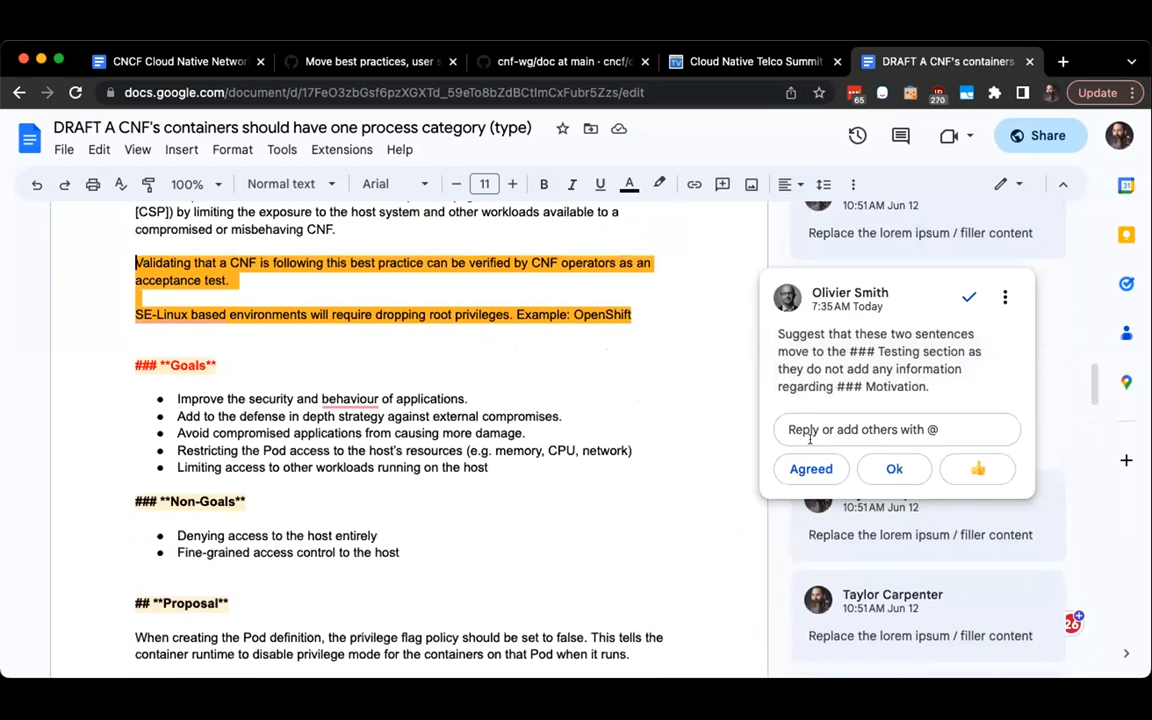 CNCF Cloud Native Networ
Move best practices, user s
cnf-wg/doc at main · cncf/c
Cloud Native Telco Summit
DRAFT A CNF's containers
docs.google.com/document/d/17FeO3zbGsf6pzXGXTd_59eTo8bZdBCtImCxFubr5Zzs/edit
65
270
Update
DRAFT A CNF's containers should have one process category (type)
Share
File Edit View Insert Format Tools Extensions Help
100%
Normal text
Arial
11
B I U A
[CSP]) by limiting the exposure to the host system and other workloads available to a
compromised or misbehaving CNF.
Validating that a CNF is following this best practice can be verified by CNF operators as an
acceptance test.
SE-Linux based environments will require dropping root privileges. Example: OpenShift
### **Goals**
● Improve the security and behaviour of applications.
● Add to the defense in depth strategy against external compromises.
● Avoid compromised applications from causing more damage.
● Restricting the Pod access to the host's resources (e.g. memory, CPU, network)
● Limiting access to other workloads running on the host
### **Non-Goals**
● Denying access to the host entirely
● Fine-grained access control to the host
## **Proposal**
When creating the Pod definition, the privilege flag policy should be set to false. This tells the
container runtime to disable privilege mode for the containers on that Pod when it runs.
10:51 AM Jun 12
Replace the lorem ipsum / filler content
Olivier Smith
7:35 AM Today
Suggest that these two sentences
move to the ### Testing section as
they do not add any information
regarding ### Motivation.
Reply or add others with @
Agreed
Ok
👍
10:51 AM Jun 12
Replace the lorem ipsum / filler content
Taylor Carpenter
10:51 AM Jun 12
Replace the lorem ipsum / filler content
26